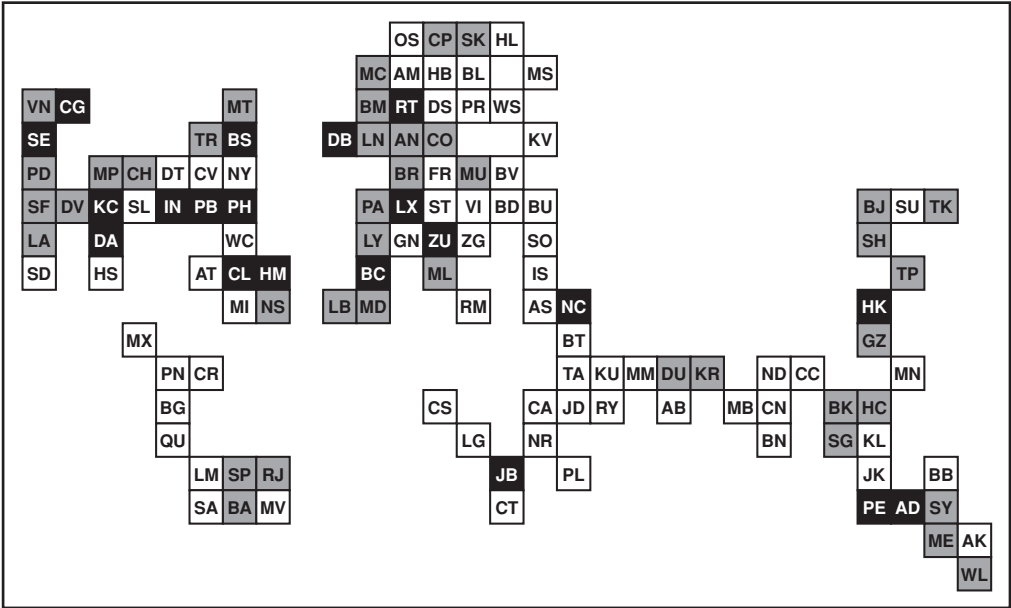 OS CP SK HL
MC AM HB BL MS
VN CG MT BM RT DS PR WS
SE TR BS DB LN AN CO KV
PD MP CH DT CV NY BR FR MU BV
SF DV KC SL IN PB PH PA LX ST VI BD BU BJ SU TK
LA DA WC LY GN ZU ZG SO SH
SD HS AT CL HM BC ML IS TP
MI NS LB MD RM AS NC HK
MX BT GZ
PN CR TA KU MM DU KR ND CC MN
BG CS CA JD RY AB MB CN BK HC
QU LG NR BN SG KL
LM SP RJ JB PL JK BB
SA BA MV CT PE AD SY
ME AK
WL